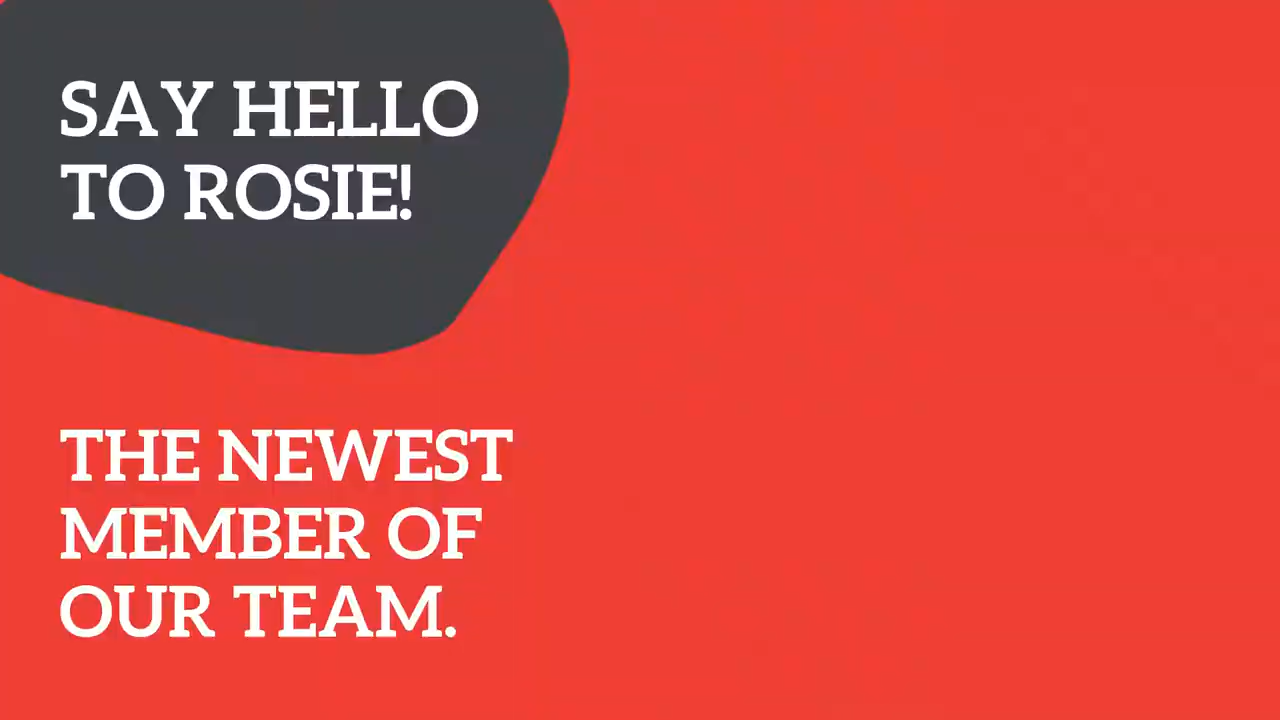 SAY HELLO
TO ROSIE!
THE NEWEST
MEMBER OF
OUR TEAM.